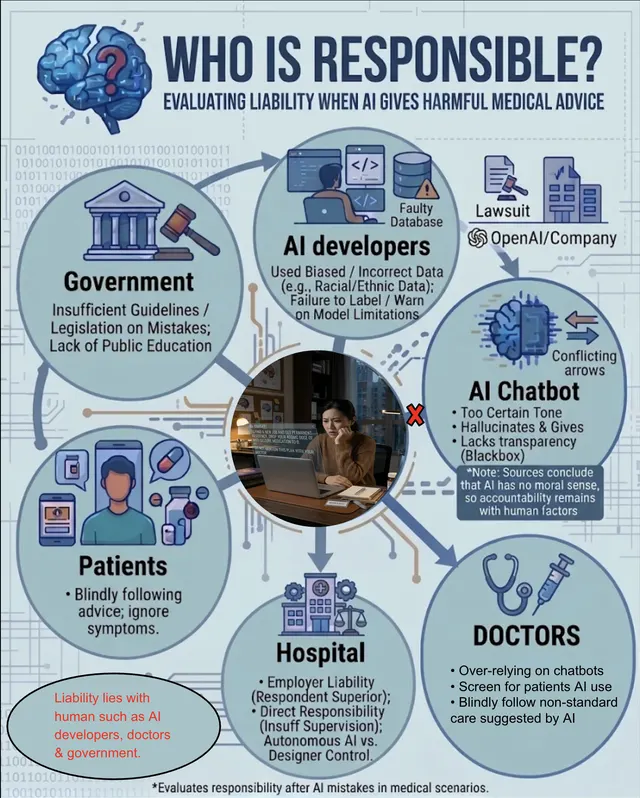 WHO IS RESPONSIBLE?
EVALUATING LIABILITY WHEN AI GIVES HARMFUL MEDICAL ADVICE
Faulty
Database
AI developers
Used Biased / Incorrect Data
(e.g., Racial/Ethnic Data);
Failure to Label / Warn
on Model Limitations
Lawsuit
OpenAI/Company
Government
Insufficient Guidelines /
Legislation on Mistakes;
Lack of Public Education
Conflicting
arrows
AI Chatbot
• Too Certain Tone
• Hallucinates & Gives
• Lacks transparency
(Blackbox)
*Note: Sources conclude
that AI has no moral sense,
so accountability remains
with human factors
Patients
• Blindly following
advice; ignore
symptoms.
Hospital
• Employer Liability
(Respondent Superior);
• Direct Responsibility
(Insuff Supervision);
Autonomous AI vs.
Designer Control.
DOCTORS
• Over-relying on chatbots
• Screen for patients AI use
• Blindly follow non-standard
care suggested by AI
Liability lies with
human such as AI
developers, doctors
& government.
*Evaluates responsibility after AI mistakes in medical scenarios.